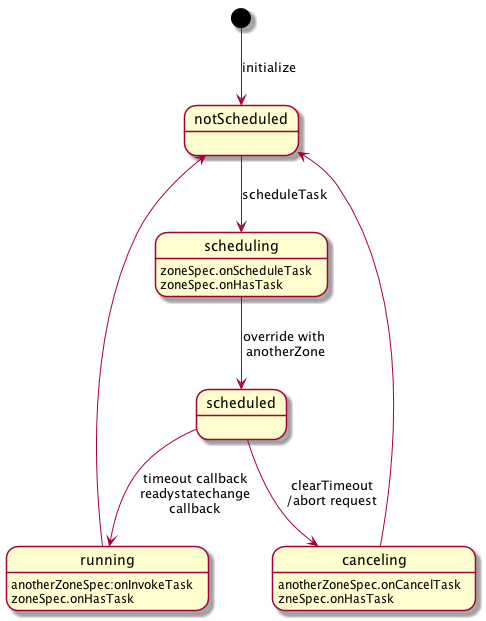 initialize
notScheduled
scheduleTask
scheduling
zoneSpec.onScheduleTask
zoneSpec.onHasTask
override with
anotherZone
scheduled
timeout callback
readystatechange
callback
clearTimeout
/abort request
running
anotherZoneSpec:onInvokeTask
zoneSpec.onHasTask
canceling
anotherZoneSpec.onCancelTask
zneSpec.onHasTask